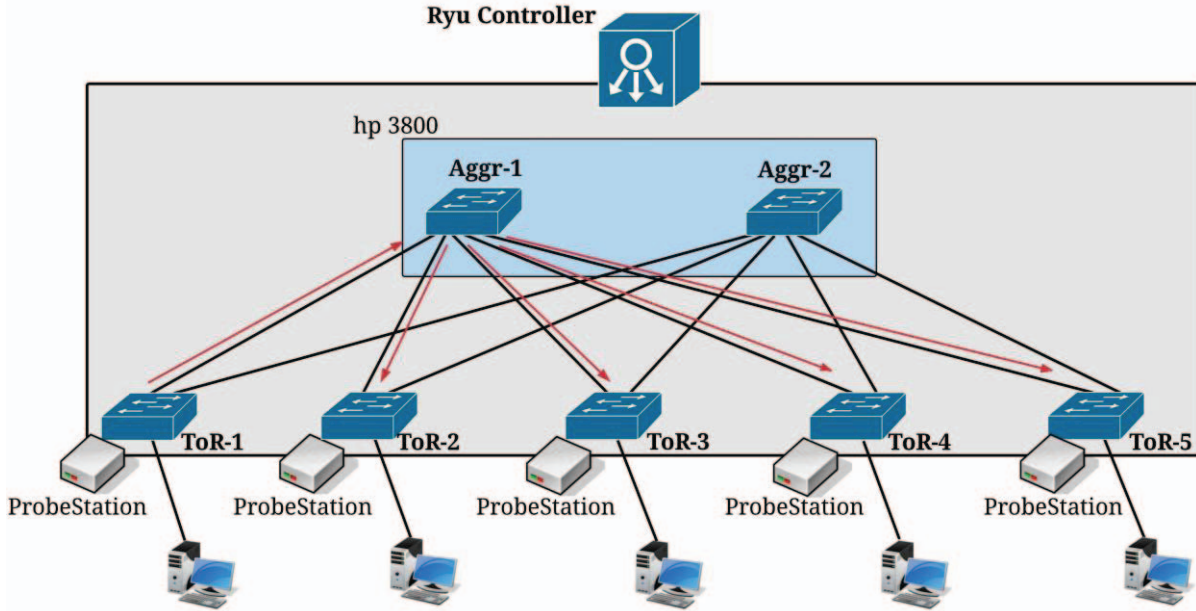 Ryu Controller
hp 3800
Aggr-1
Aggr-2
ToR-1
ToR-2
ToR-3
ToR-4
ToR-5
ProbeStation
ProbeStation
ProbeStation
ProbeStation
ProbeStation